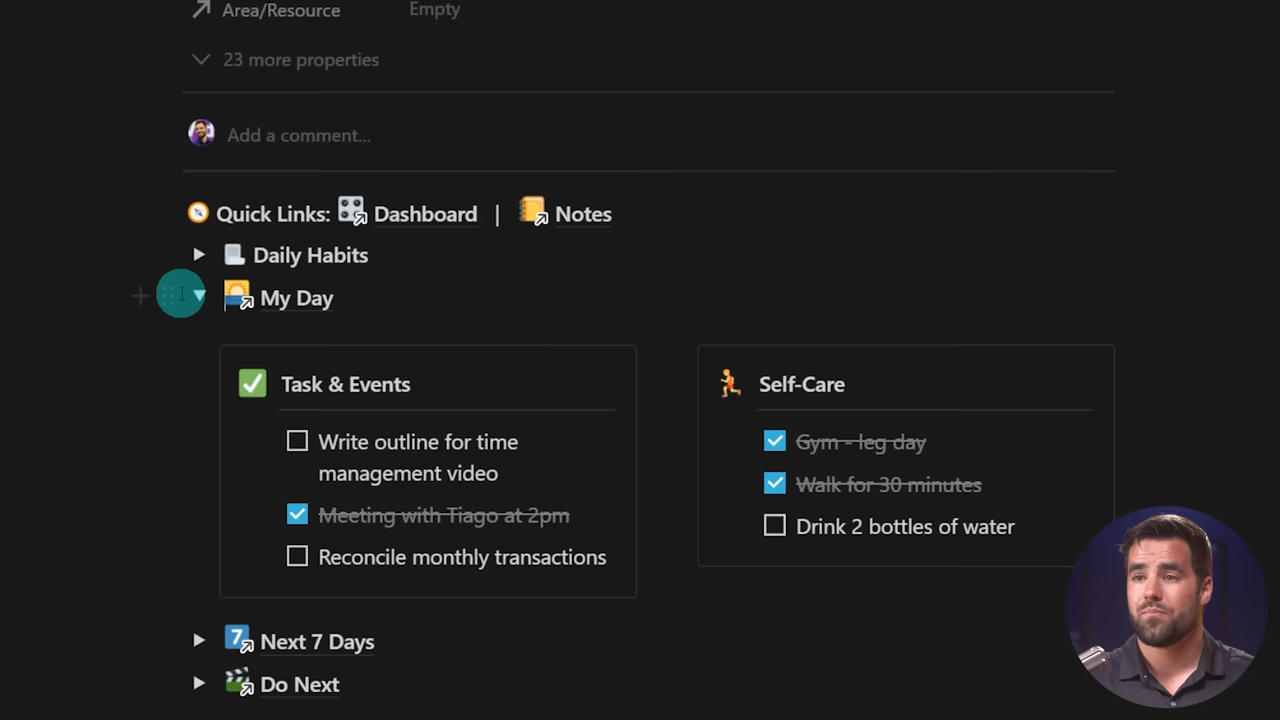 Area/Resource Empty
23 more properties
Add a comment...
Quick Links: Dashboard | Notes
Daily Habits
My Day
Task & Events
Write outline for time
management video
Meeting with Tiago at 2pm
Reconcile monthly transactions
Self-Care
Gym - leg day
Walk for 30 minutes
Drink 2 bottles of water
7 Next 7 Days
Do Next